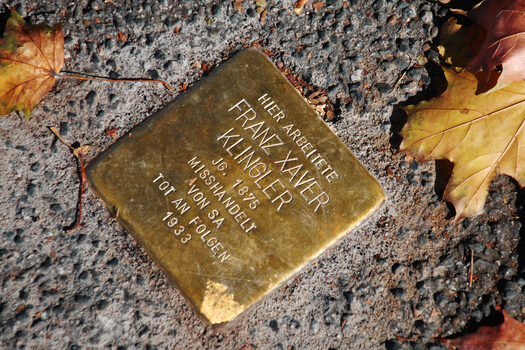 HIER ARBEITETE
FRANZ XAVER
KLINGLER
JG. 1875
MISSHANDELT
VON SA
TOT AN FOLGEN
1933